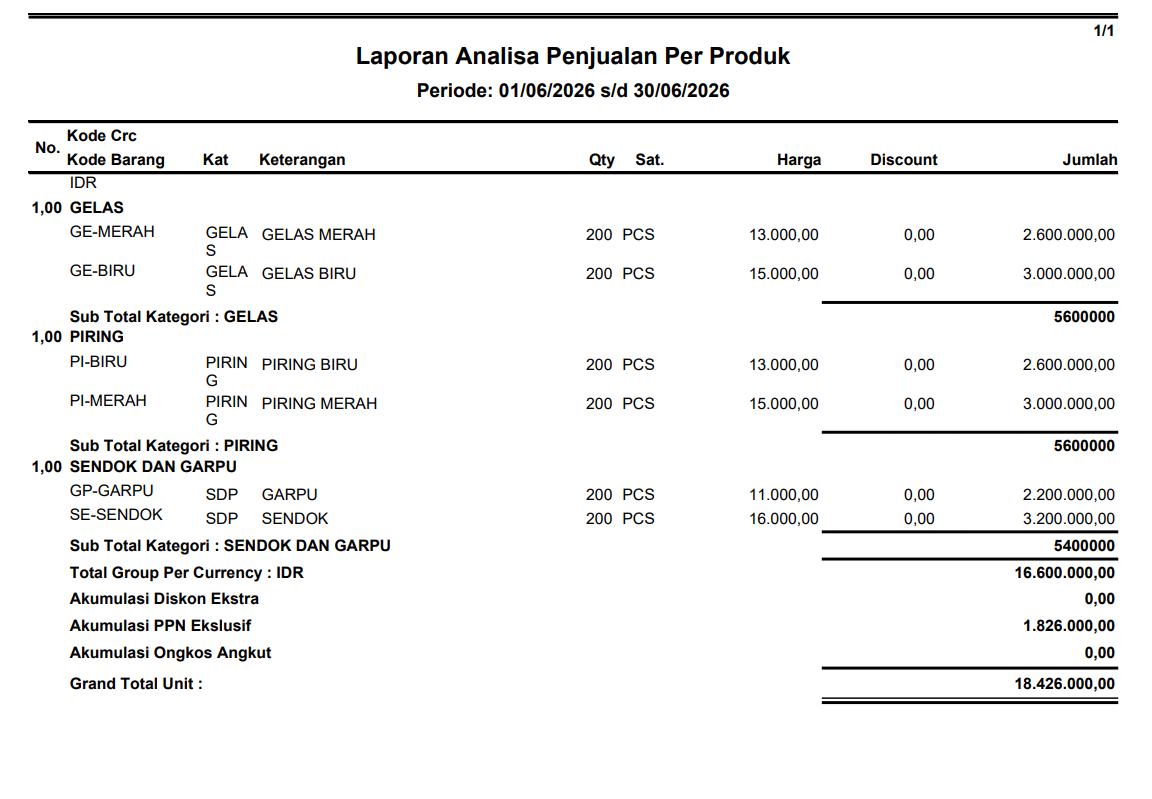 1/1
Laporan Analisa Penjualan Per Produk
Periode: 01/06/2026 s/d 30/06/2026
No. Kode Crc
Kode Barang Kat Keterangan Qty Sat. Harga Discount Jumlah
IDR
1,00 GELAS
GE-MERAH GELA GELAS MERAH 200 PCS 13.000,00 0,00 2.600.000,00
S
GE-BIRU GELA GELAS BIRU 200 PCS 15.000,00 0,00 3.000.000,00
S
Sub Total Kategori : GELAS 5600000
1,00 PIRING
PI-BIRU PIRIN PIRING BIRU 200 PCS 13.000,00 0,00 2.600.000,00
G
PI-MERAH PIRIN PIRING MERAH 200 PCS 15.000,00 0,00 3.000.000,00
G
Sub Total Kategori : PIRING 5600000
1,00 SENDOK DAN GARPU
GP-GARPU SDP GARPU 200 PCS 11.000,00 0,00 2.200.000,00
SE-SENDOK SDP SENDOK 200 PCS 16.000,00 0,00 3.200.000,00
Sub Total Kategori : SENDOK DAN GARPU 5400000
Total Group Per Currency : IDR 16.600.000,00
Akumulasi Diskon Ekstra 0,00
Akumulasi PPN Ekslusif 1.826.000,00
Akumulasi Ongkos Angkut 0,00
Grand Total Unit : 18.426.000,00